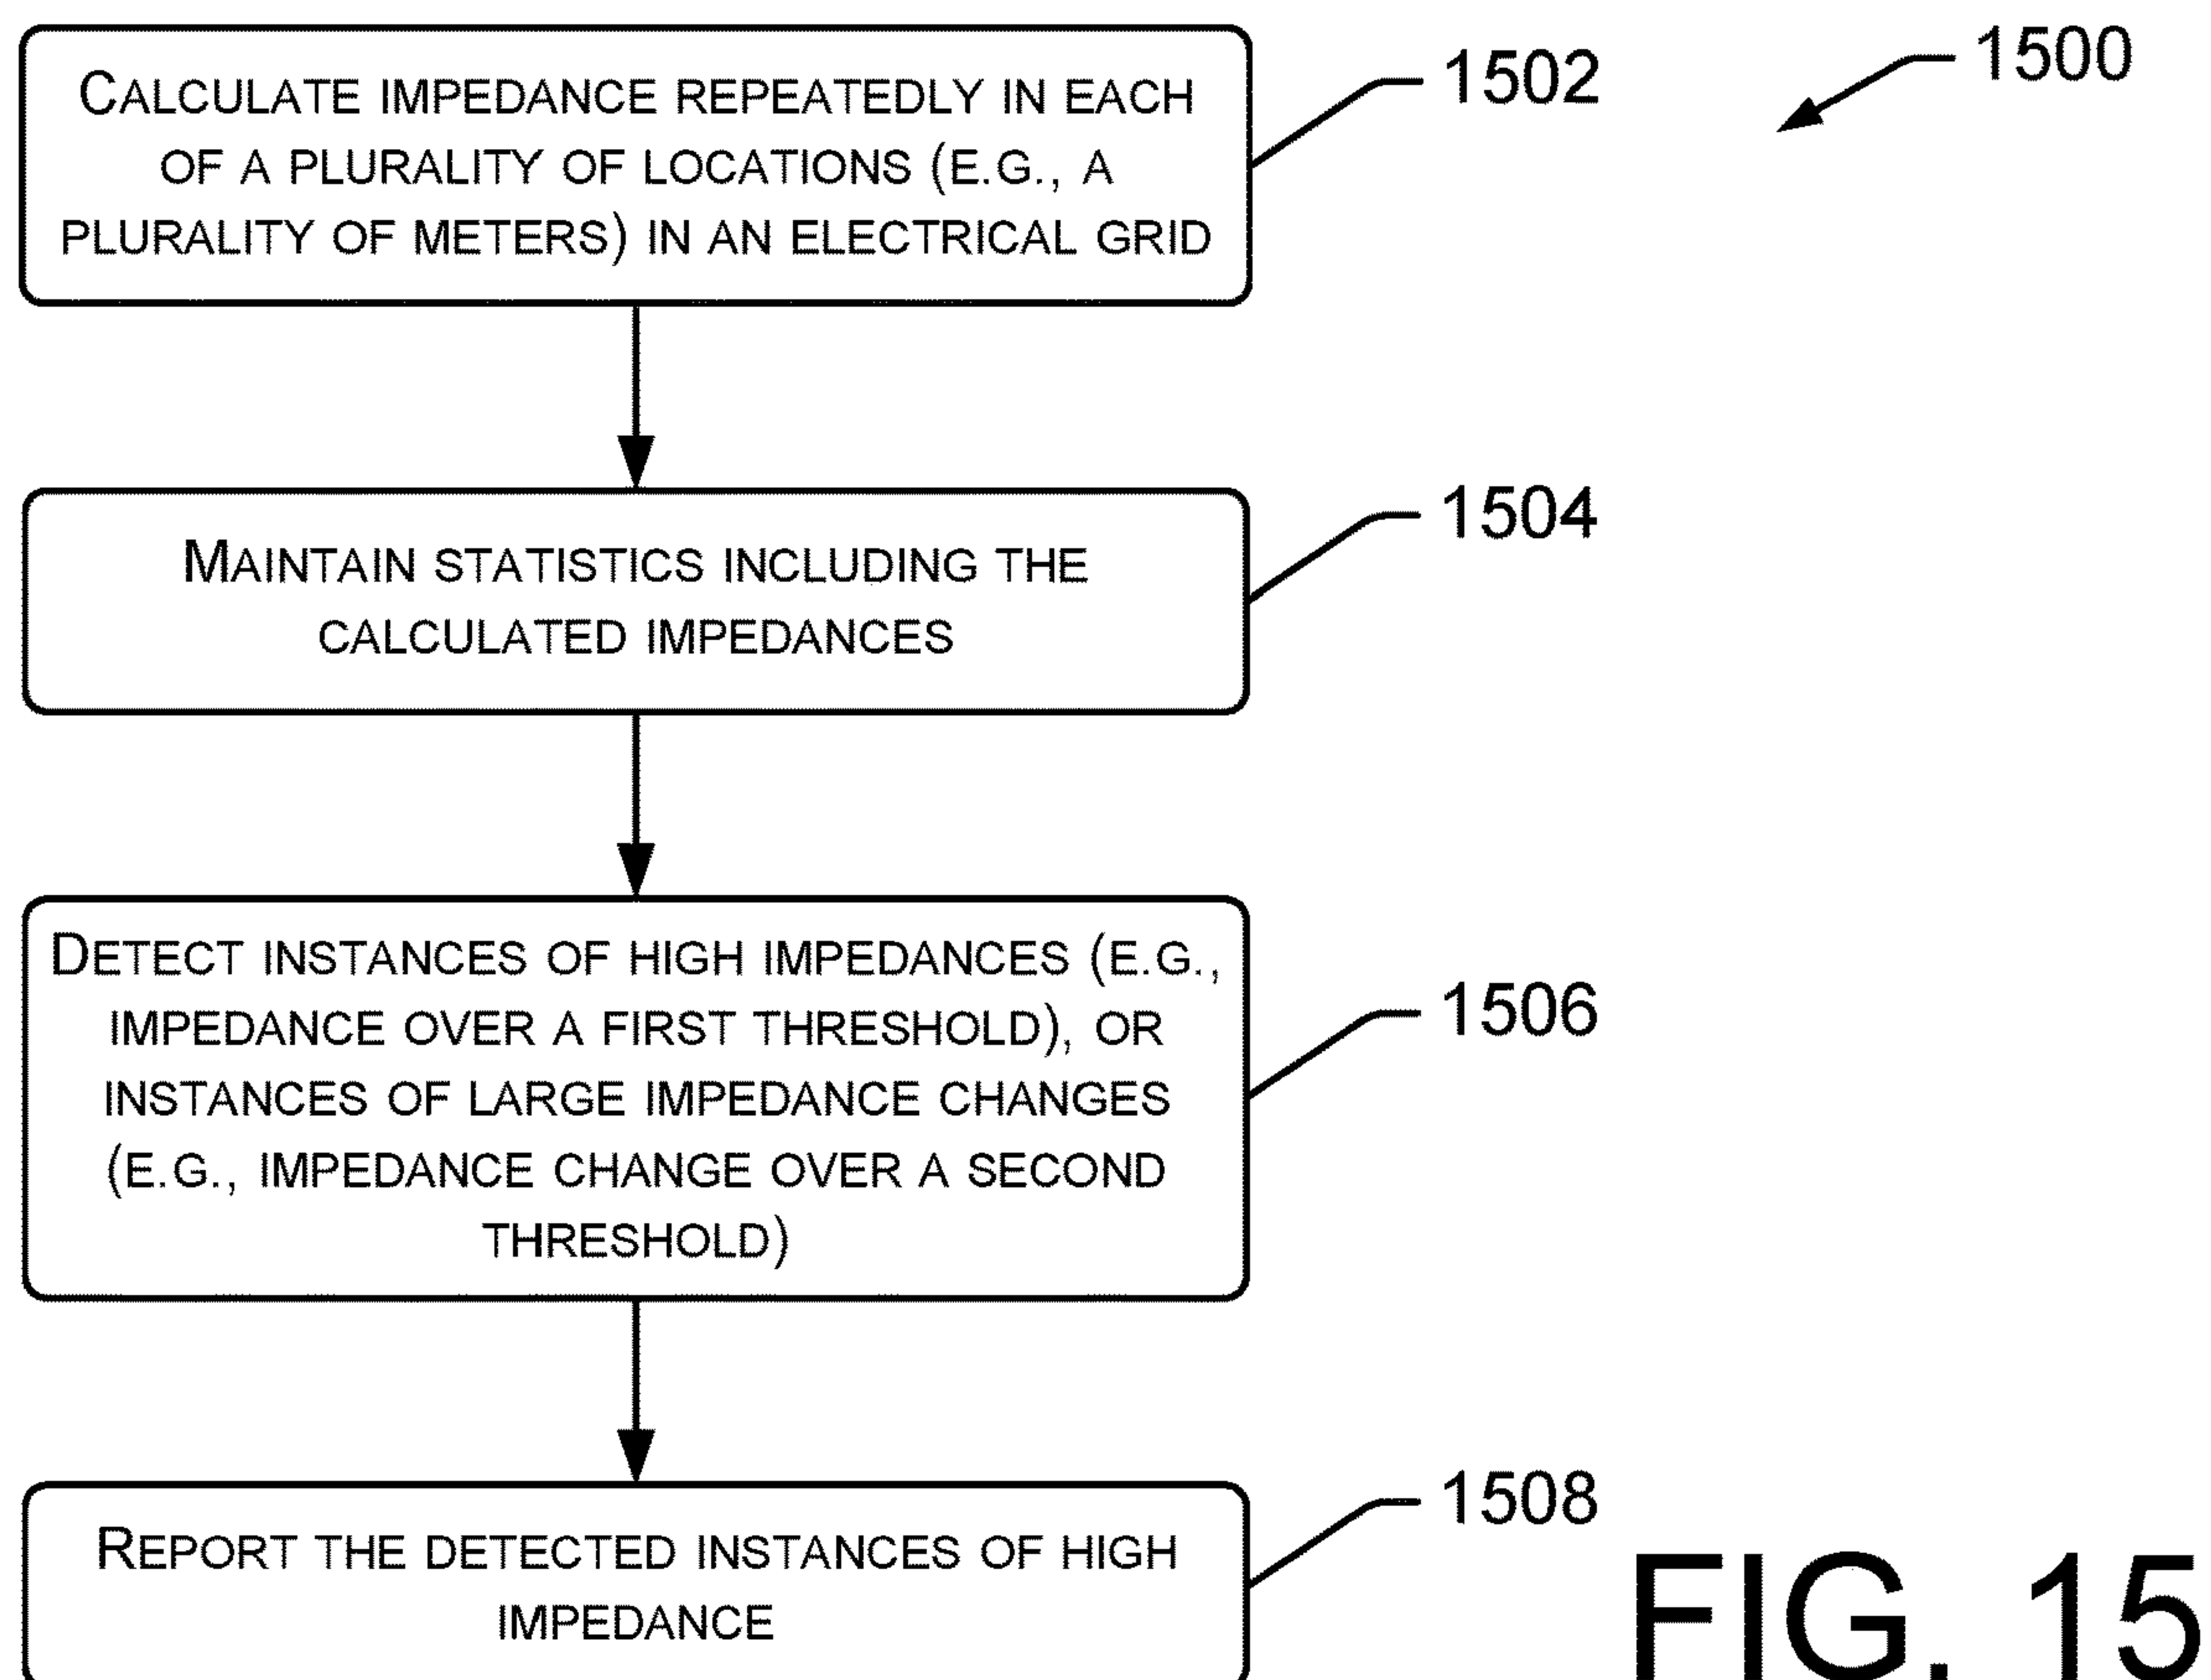 CALCULATE IMPEDANCE REPEATEDLY IN EACH
OF A PLURALITY OF LOCATIONS (E.G., A
PLURALITY OF METERS) IN AN ELECTRICAL GRID
1502
1500
MAINTAIN STATISTICS INCLUDING THE
CALCULATED IMPEDANCES
1504
DETECT INSTANCES OF HIGH IMPEDANCES (E.G.,
IMPEDANCE OVER A FIRST THRESHOLD), OR
INSTANCES OF LARGE IMPEDANCE CHANGES
(E.G., IMPEDANCE CHANGE OVER A SECOND
THRESHOLD)
1506
REPORT THE DETECTED INSTANCES OF HIGH
IMPEDANCE
1508
FIG. 15